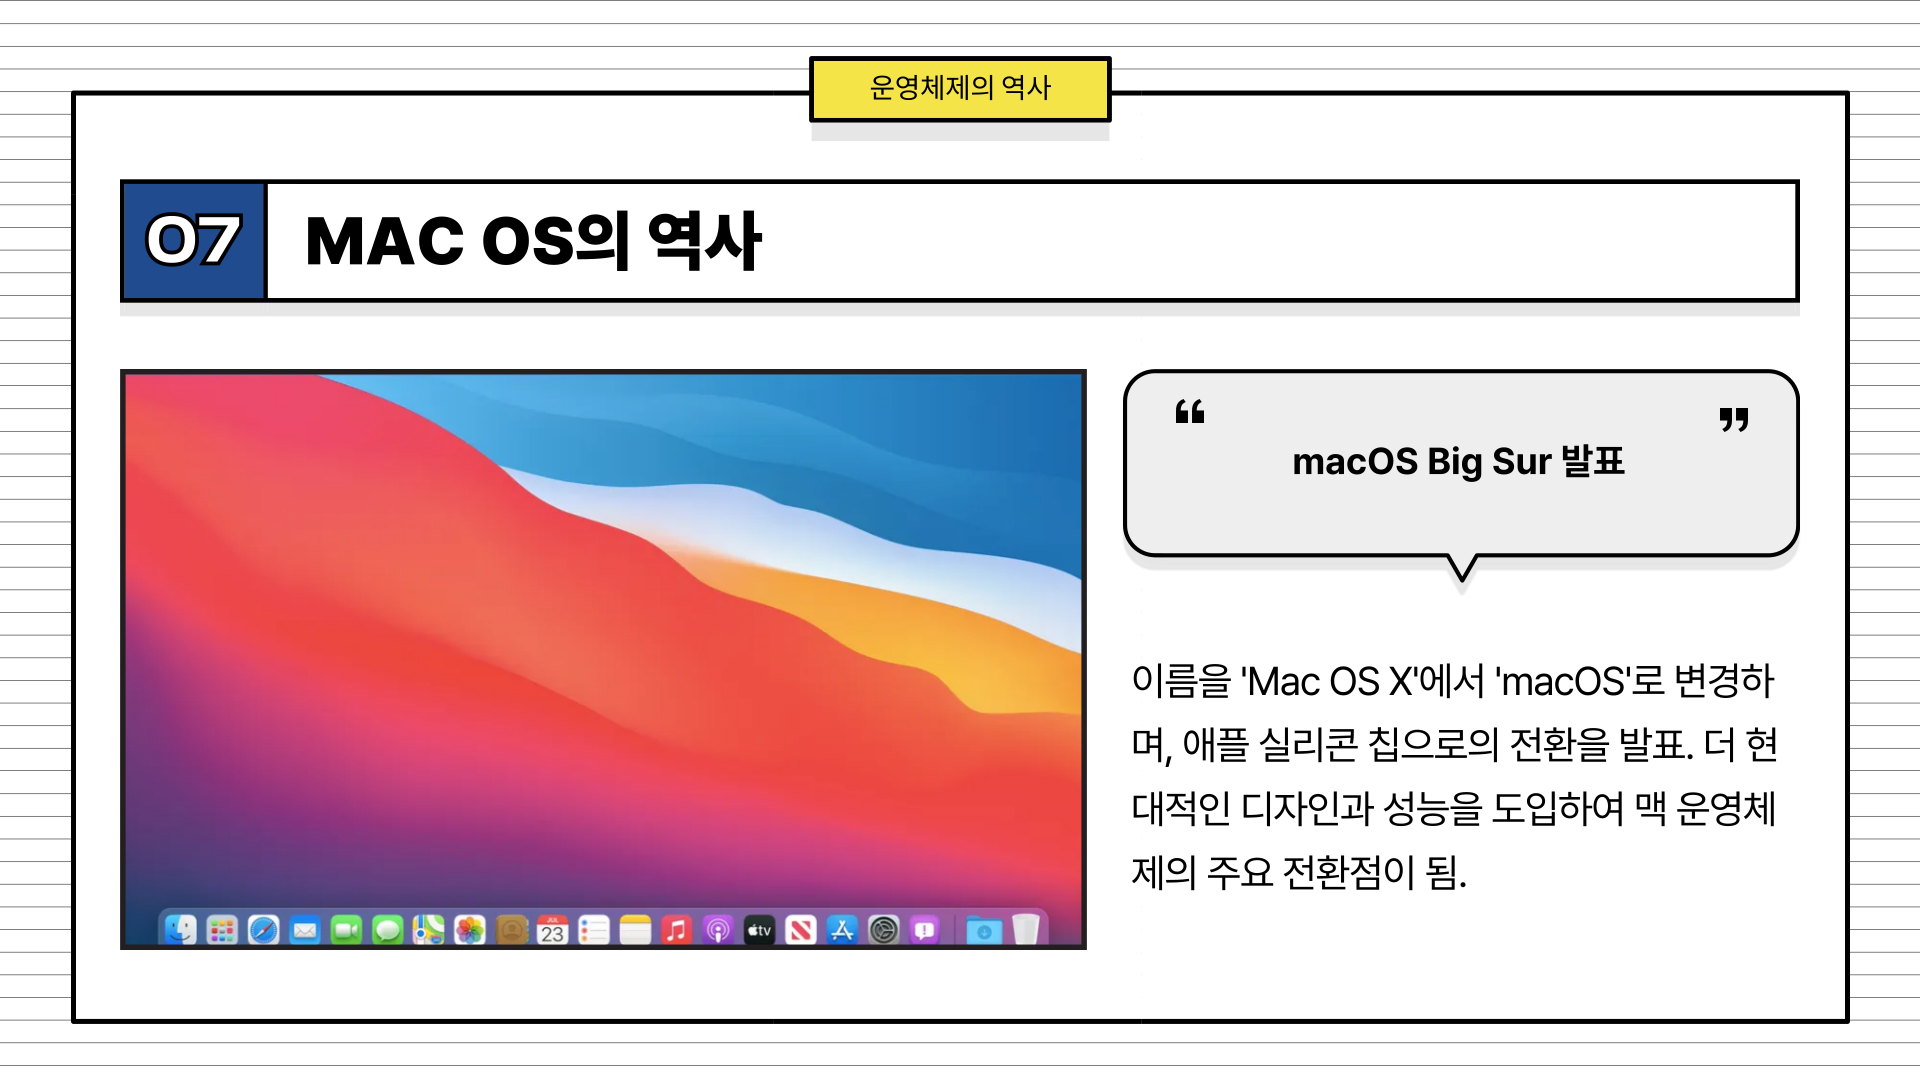 운영체제의 역사
07
MAC OS의 역사
“ ”
macOS Big Sur 발표
이름을 'Mac OS X'에서 'macOS'로 변경하
며, 애플 실리콘 칩으로의 전환을 발표. 더 현
대적인 디자인과 성능을 도입하여 맥 운영체
제의 주요 전환점이 됨.
JUL
23
tv